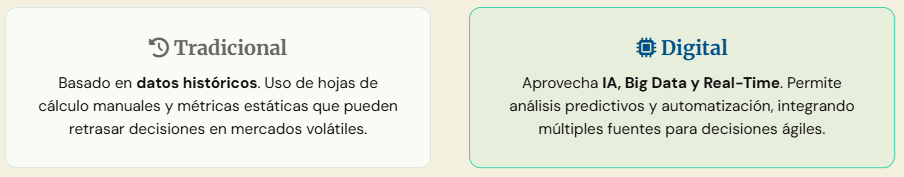 Tradicional
Basado en datos históricos. Uso de hojas de
cálculo manuales y métricas estáticas que pueden
retrasar decisiones en mercados volátiles.
Digital
Aprovecha IA, Big Data y Real-Time. Permite
análisis predictivos y automatización, integrando
múltiples fuentes para decisiones ágiles.